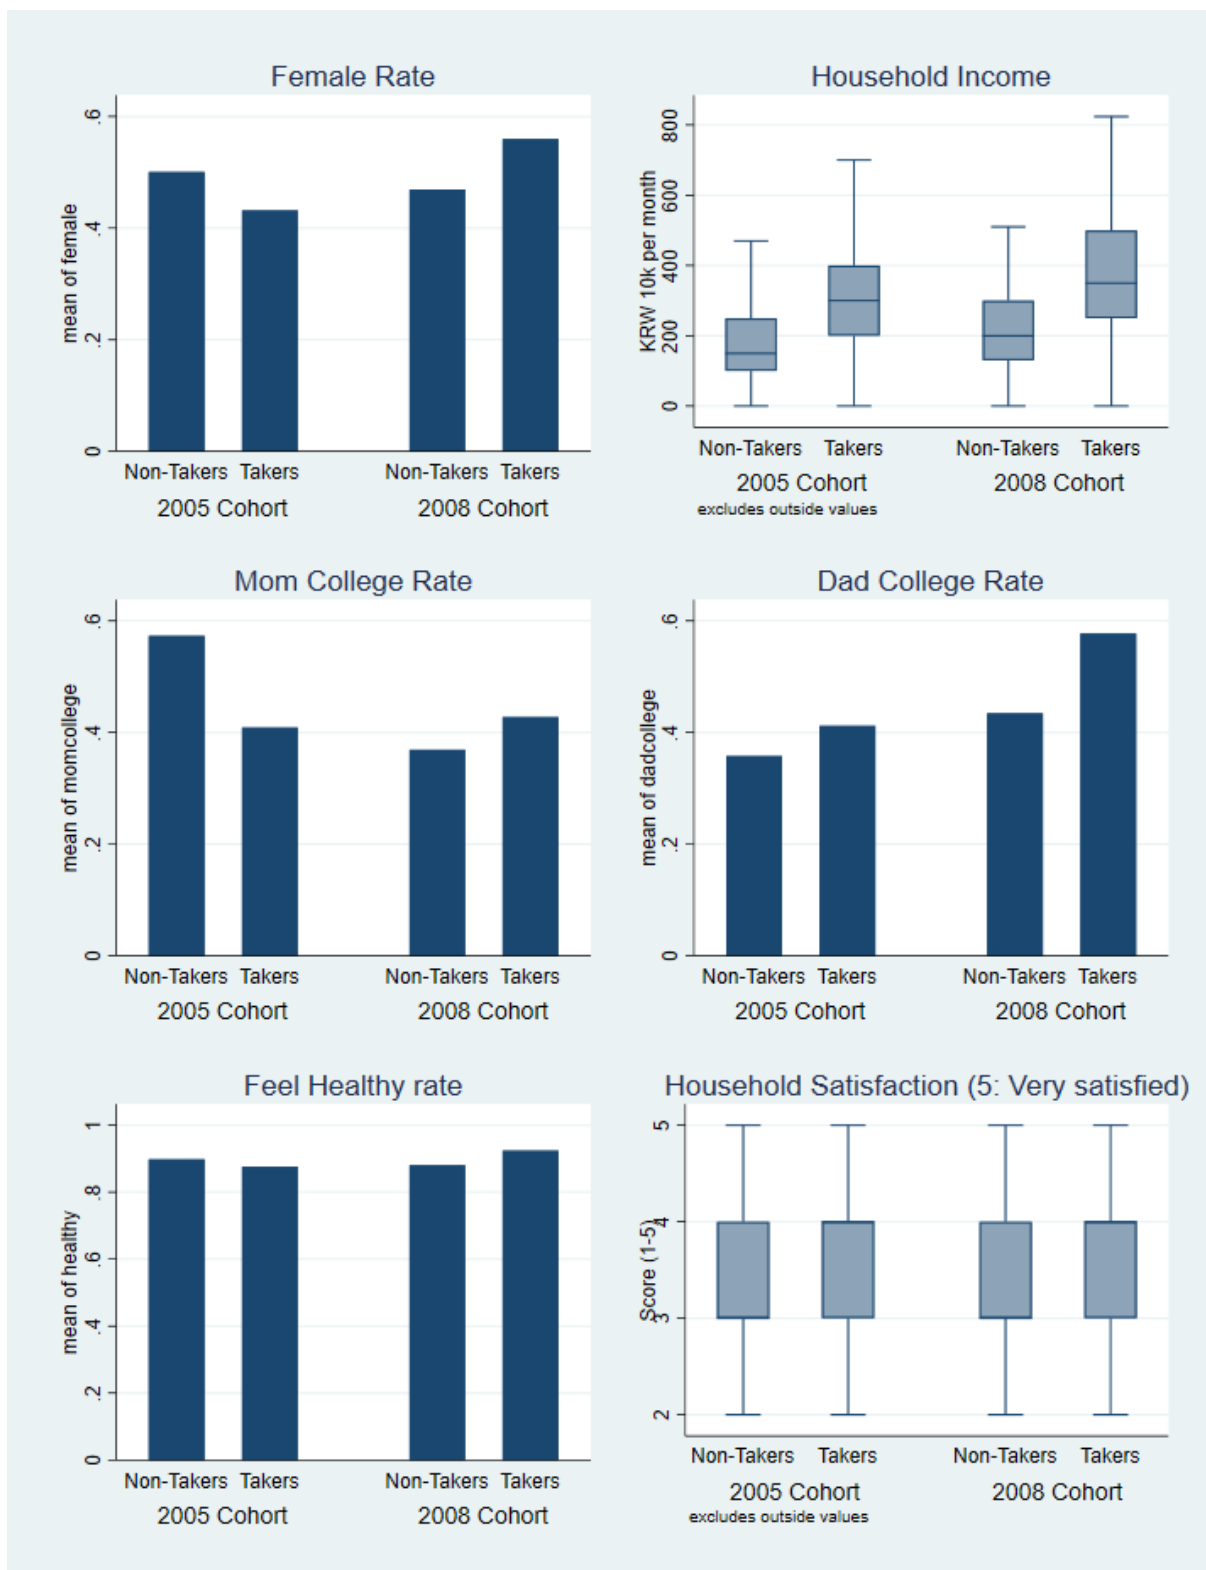 Female Rate
mean of female
.6
.4
.2
0
Non-Takers Takers Non-Takers Takers
2005 Cohort 2008 Cohort
Household Income
KRW 10k per month
800
600
400
200
0
Non-Takers Takers Non-Takers Takers
2005 Cohort 2008 Cohort
excludes outside values
Mom College Rate
mean of momcollege
.6
.4
.2
0
Non-Takers Takers Non-Takers Takers
2005 Cohort 2008 Cohort
Dad College Rate
mean of dadcollege
.6
.4
.2
0
Non-Takers Takers Non-Takers Takers
2005 Cohort 2008 Cohort
Feel Healthy rate
mean of healthy
1
.8
.6
.4
.2
0
Non-Takers Takers Non-Takers Takers
2005 Cohort 2008 Cohort
Household Satisfaction (5: Very satisfied)
Score (1-5)
5
4
3
2
Non-Takers Takers Non-Takers Takers
2005 Cohort 2008 Cohort
excludes outside values